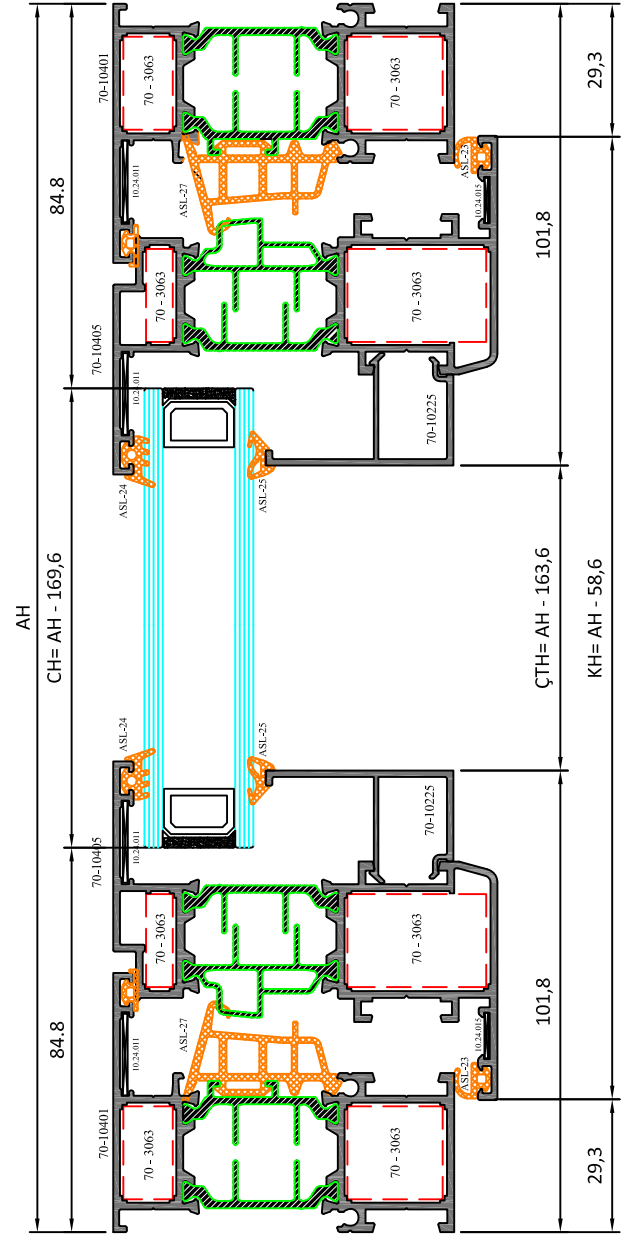 70-10401
70 - 3063
70 - 3063
29,3
84.8
10.24.011
ASL-27
ASL-23
10.24.015
101,8
70 - 3063
70 - 3063
70-10405
10.24.011
70-10225
ASL-24
ASL-25
AH
CH= AH - 169,6
ÇTH= AH - 163,6
KH= AH - 58,6
ASL-24
ASL-25
70-10405
10.24.011
70-10225
70 - 3063
70 - 3063
84.8
10.24.011
ASL-27
10.24.015
ASL-23
101,8
70-10401
70 - 3063
70 - 3063
29,3